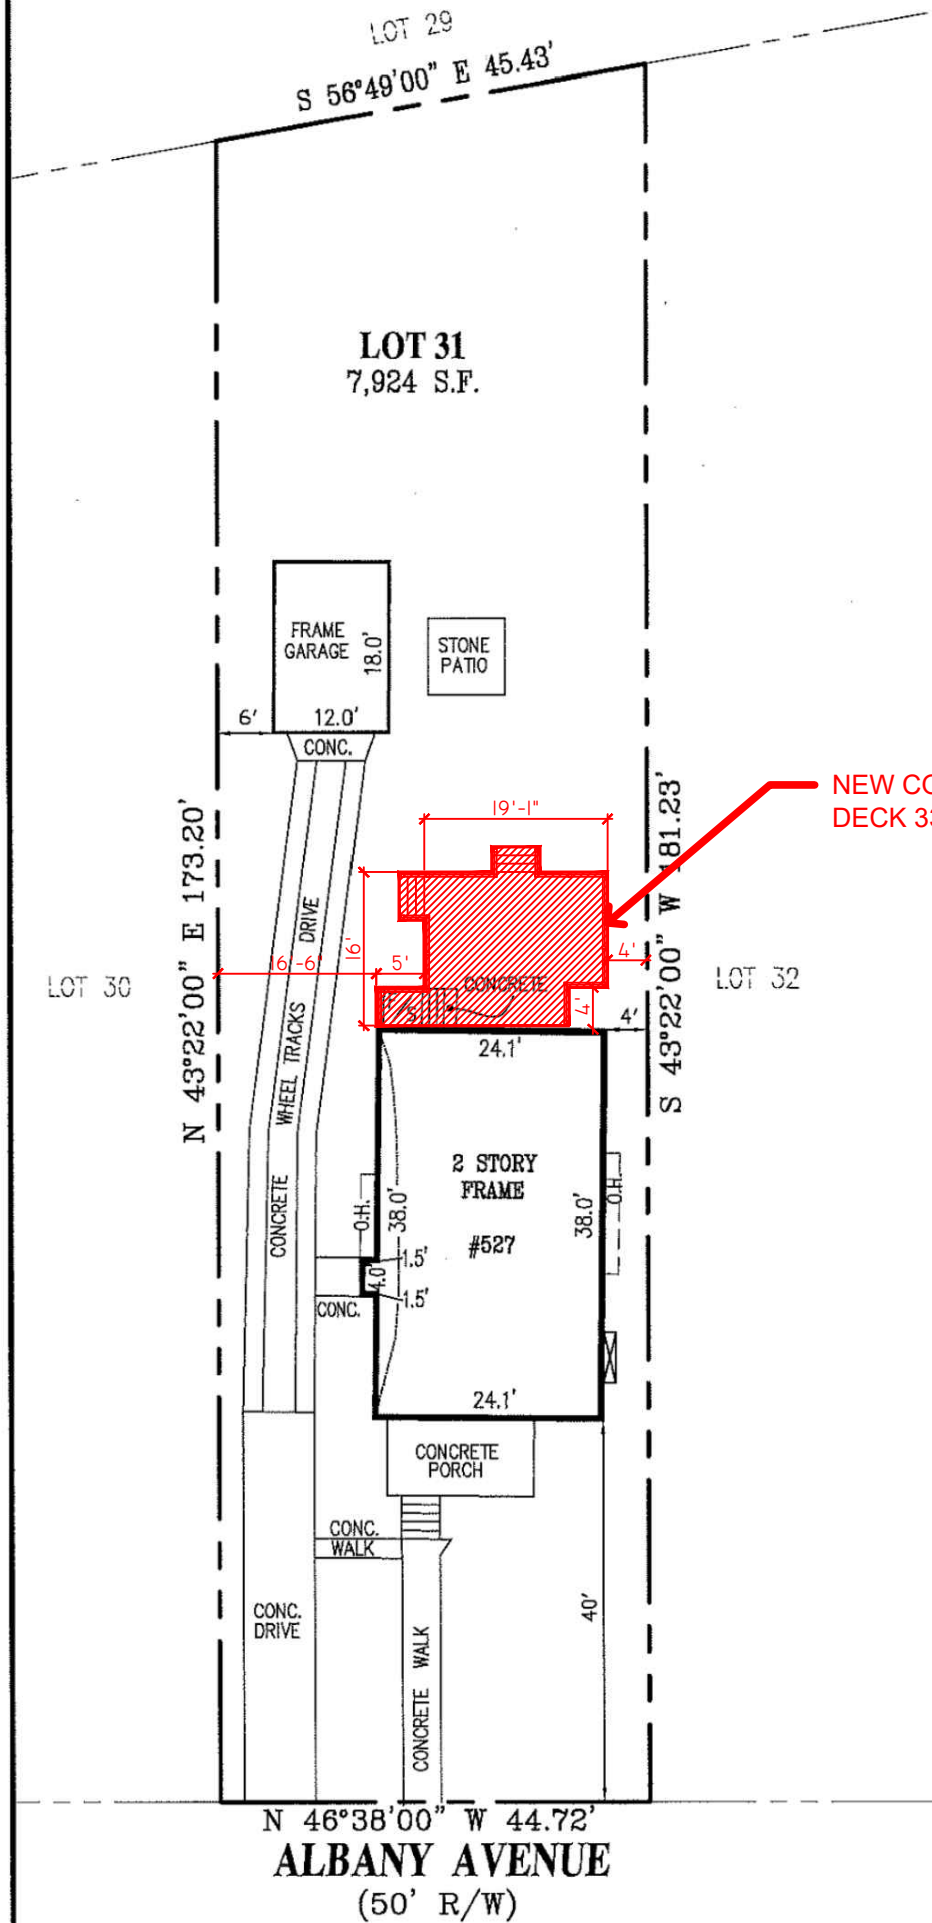 LOT 29
S 56°49'00" E 45.43'
LOT 31
7,924 S.F.
FRAME
GARAGE
18.0'
STONE
PATIO
6'
12.0'
CONC.
19'-1"
NEW CO
DECK 33
N 43°22'00" E 173.20'
S 43°22'00" W 181.23'
CONCRETE WHEEL TRACKS DRIVE
16'
16'-6"
5'
4'
CONCRETE
4'
LOT 30
LOT 32
4'
24.1'
2 STORY
FRAME
#527
O.H.
38.0'
38.0'
O.H.
1.5'
4.0'
1.5'
CONC.
24.1'
CONCRETE
PORCH
CONC.
WALK
CONC.
DRIVE
CONCRETE WALK
40'
N 46°38'00" W 44.72'
ALBANY AVENUE
(50' R/W)